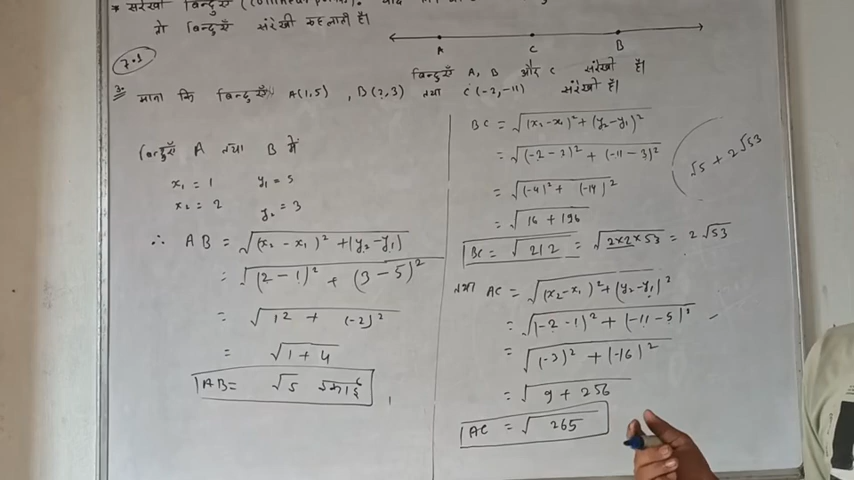 * सरेखी बिन्दुएँ (Collinear points):
तो बिन्दुएँ संरेखी कहलाती है।
A C B
7.1
बिन्दुएँ A, B और C संरेखी हैं।
3. माना कि बिन्दुएँ A(1,5) , B(2,3) तथा C(-2,-11) संरेखी हैं।
बिन्दुएँ A तथा B में
x₁ = 1 y₁ = 5
x₂ = 2 y₂ = 3
∴ AB = √(x₂ - x₁)² + (y₂ - y₁)
= √(2 - 1)² + (3 - 5)²
= √1² + (-2)²
= √1 + 4
AB = √5 इकाई
BC = √(x₂ - x₁)² + (y₂ - y₁)²
= √(-2 - 2)² + (-11 - 3)²
= √(-4)² + (-14)²
= √16 + 196
BC = √212 = √2×2×53 = 2√53
तथा AC = √(x₂ - x₁)² + (y₂ - y₁)²
= √(-2 - 1)² + (-11 - 5)²
= √(-3)² + (-16)²
= √9 + 256
AC = √265
√5 + 2√53